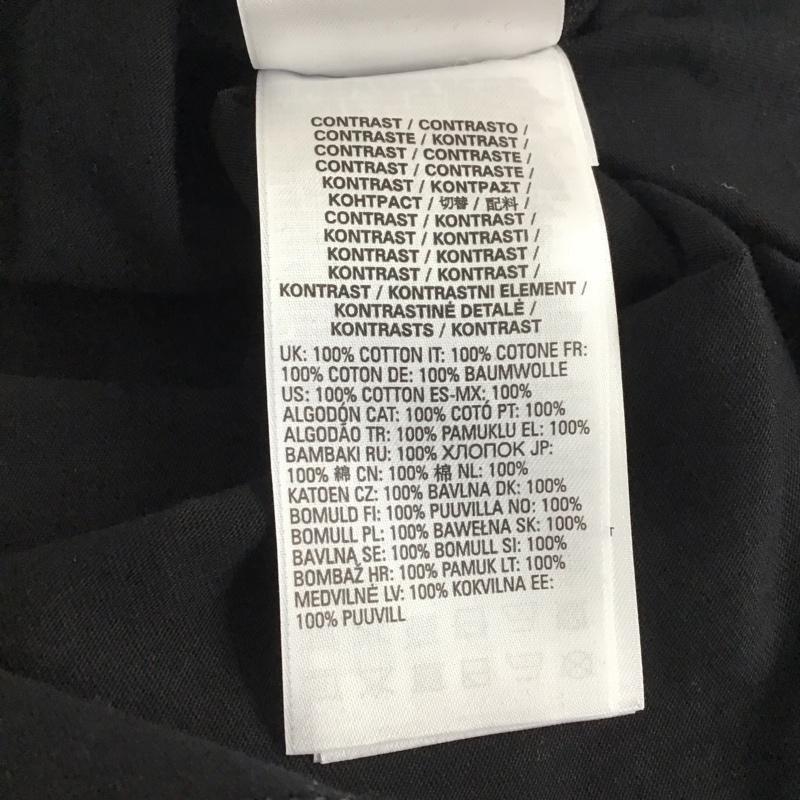 CONTRAST / CONTRASTO /
CONTRASTE / KONTRAST /
CONTRAST / CONTRASTE /
CONTRAST / CONTRASTE /
KONTRAST / ΚΟΝΤΡΑΣΤ /
КОНТРАСТ / 切替 / 配料 /
CONTRAST / KONTRAST /
KONTRAST / KONTRASTI /
KONTRAST / KONTRAST /
KONTRAST / KONTRAST /
KONTRAST / KONTRASTNI ELEMENT /
KONTRASTINĖ DETALĖ /
KONTRASTS / KONTRAST
UK: 100% COTTON IT: 100% COTONE FR:
100% COTON DE: 100% BAUMWOLLE
US: 100% COTTON ES-MX: 100%
ALGODÓN CAT: 100% COTÓ PT: 100%
ALGODÃO TR: 100% PAMUKLU EL: 100%
BAMBAKI RU: 100% ХЛОПОК JP:
100% 綿 CN: 100% 棉 NL: 100%
KATOEN CZ: 100% BAVLNA DK: 100%
BOMULD FI: 100% PUUVILLA NO: 100%
BOMULL PL: 100% BAWEŁNA SK: 100%
BAVLNA SE: 100% BOMULL SI: 100%
BOMBAŽ HR: 100% PAMUK LT: 100%
MEDVILNĖ LV: 100% KOKVILNA EE:
100% PUUVILL